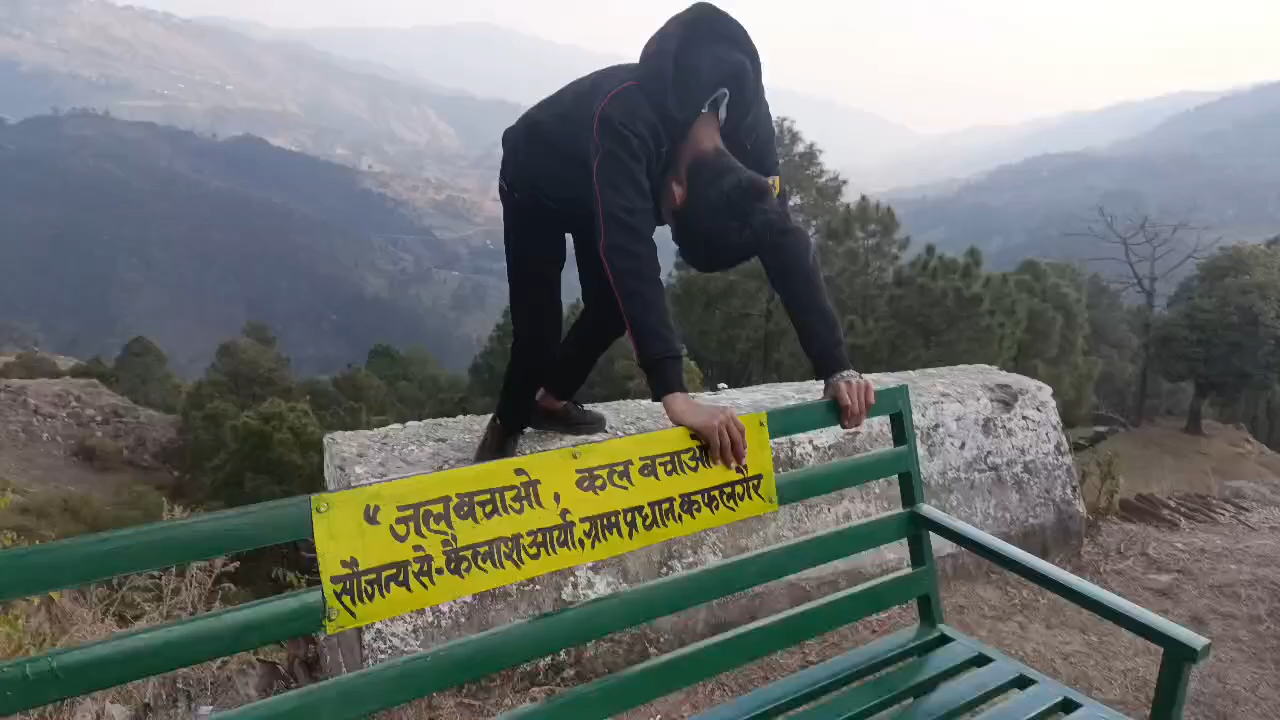 “जल बचाओ, कल बचाओ
सौजन्य से-कैलाश आर्या, ग्राम प्रधान, कफलगैर